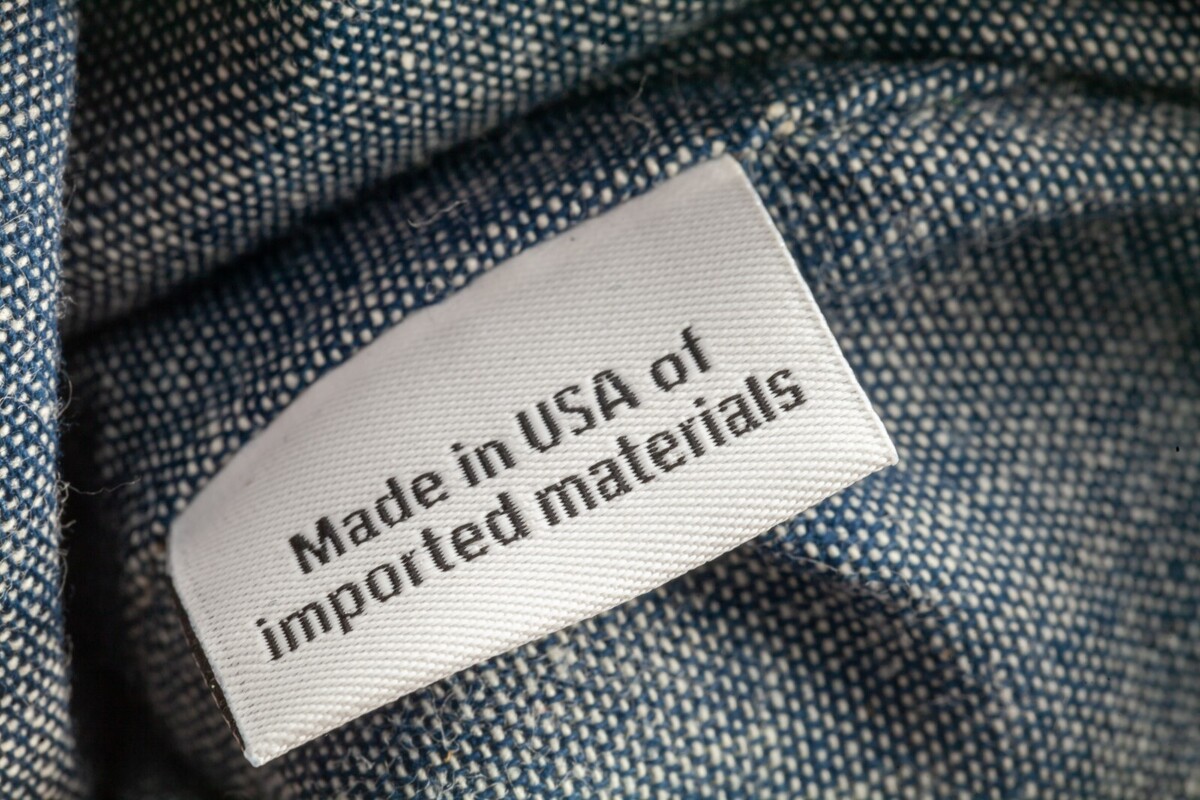 Made in USA of
imported materials